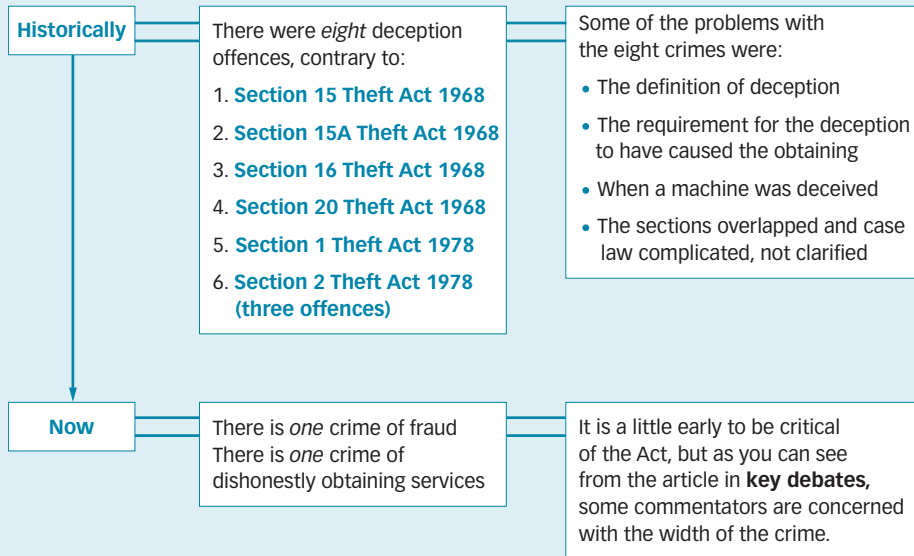 Historically
There were eight deception
offences, contrary to:
1. Section 15 Theft Act 1968
2. Section 15A Theft Act 1968
3. Section 16 Theft Act 1968
4. Section 20 Theft Act 1968
5. Section 1 Theft Act 1978
6. Section 2 Theft Act 1978
(three offences)
Some of the problems with
the eight crimes were:
• The definition of deception
• The requirement for the deception
to have caused the obtaining
• When a machine was deceived
• The sections overlapped and case
law complicated, not clarified
Now
There is one crime of fraud
There is one crime of
dishonestly obtaining services
It is a little early to be critical
of the Act, but as you can see
from the article in key debates,
some commentators are concerned
with the width of the crime.